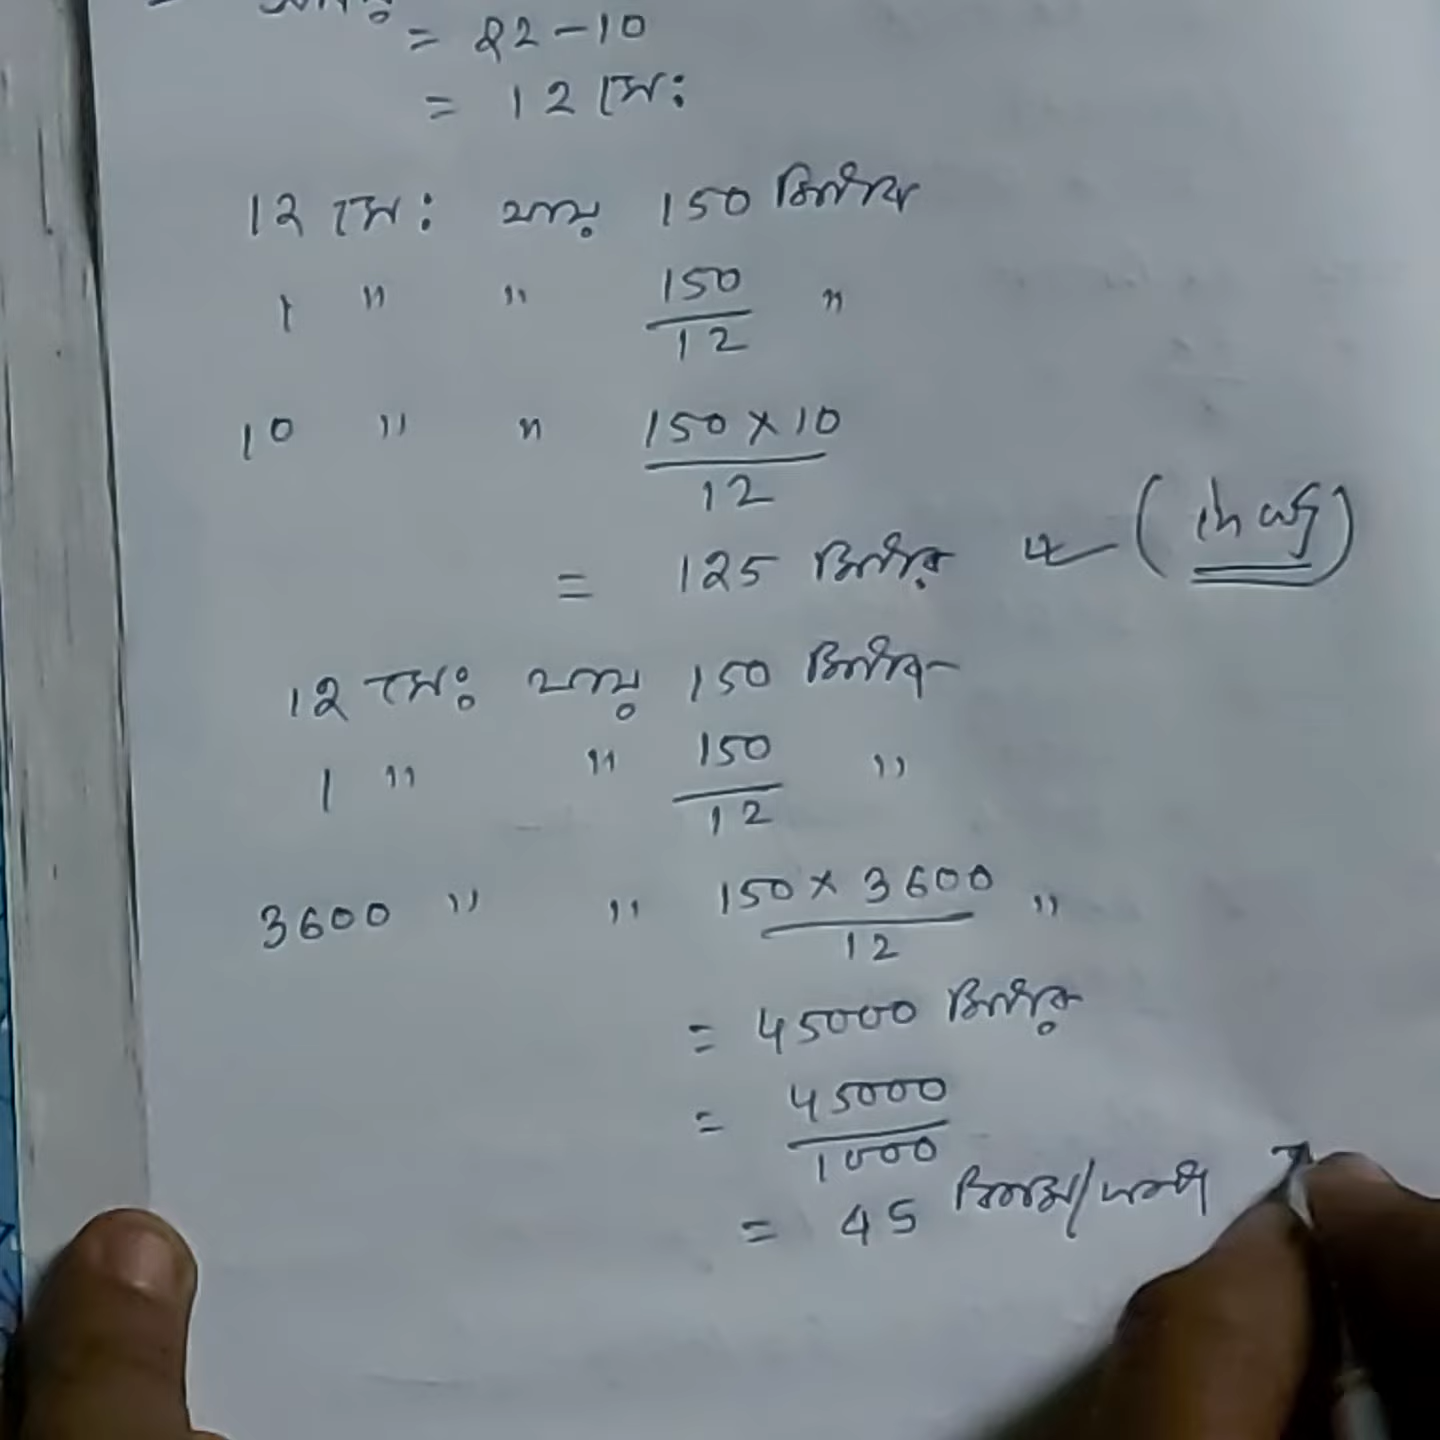 = 22-10
= 12 সে:
12 সে: যায় 150 মিটার
1 " " 150/12 "
10 " " 150×10/12
= 125 মিটার
12 সে: যায় 150 মিটার
1 " " 150/12 "
3600 " " 150×3600/12 "
= 45000 মিটার
= 45000/1000
= 45 কিমি/ঘণ্টা